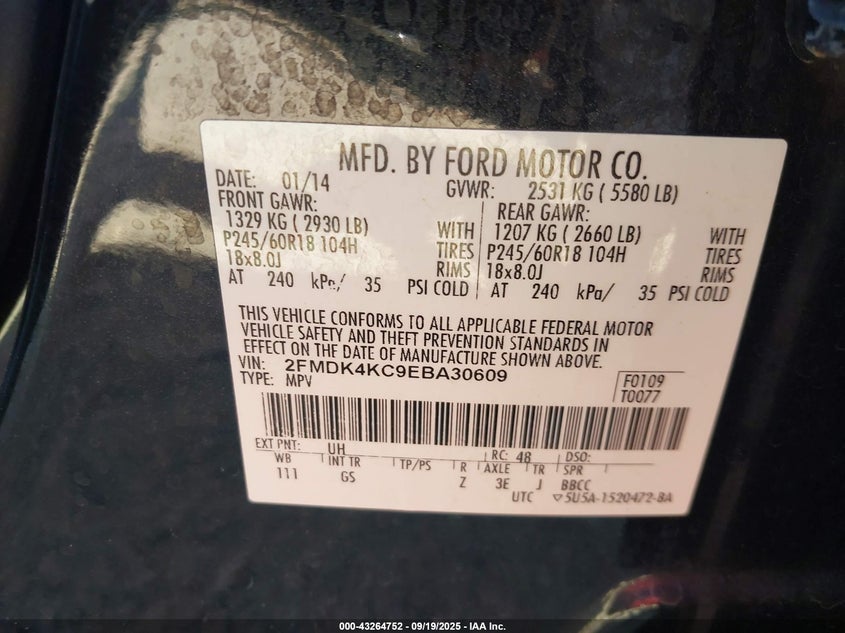 MFD. BY FORD MOTOR CO.
DATE: 01/14 GVWR: 2531 KG ( 5580 LB)
FRONT GAWR: REAR GAWR:
1329 KG ( 2930 LB) WITH 1207 KG ( 2660 LB) WITH
P245/60R18 104H TIRES P245/60R18 104H TIRES
18x8.0J RIMS 18x8.0J RIMS
AT 240 kPa/ 35 PSI COLD AT 240 kPa/ 35 PSI COLD
THIS VEHICLE CONFORMS TO ALL APPLICABLE FEDERAL MOTOR
VEHICLE SAFETY AND THEFT PREVENTION STANDARDS IN
EFFECT ON THE DATE OF MANUFACTURE SHOWN ABOVE.
VIN: 2FMDK4KC9EBA30609
TYPE: MPV
F0109
T0077
EXT PNT: UH RC: 48 DSO:
WB INT TR TP/PS R AXLE TR SPR
111 GS Z 3E J BBCC
UTC ▽5U5A-1520472-BA
000-43264752 - 09/19/2025 - IAA Inc.